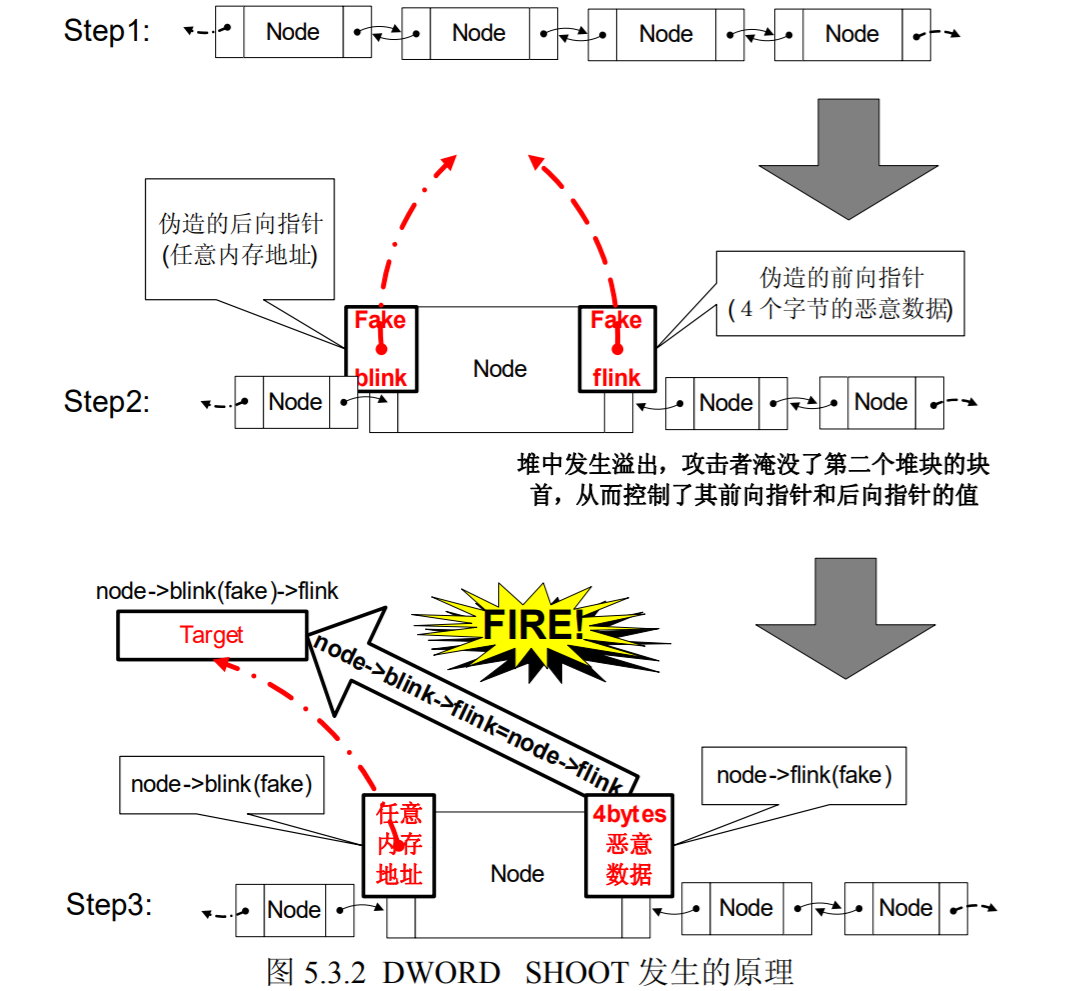 Step1:
Node
Node
Node
Node
伪造的后向指针
(任意内存地址)
伪造的前向指针
( 4 个字节的恶意数据)
Fake
blink
Node
Fake
flink
Step2:
Node
Node
Node
堆中发生溢出，攻击者淹没了第二个堆块的块
首，从而控制了其前向指针和后向指针的值
node->blink(fake)->flink
Target
FIRE!
node->blink->flink=node->flink
node->blink(fake)
node->flink(fake)
任意
内存
地址
Node
4bytes
恶意
数据
Step3:
Node
Node
Node
图 5.3.2 DWORD SHOOT 发生的原理